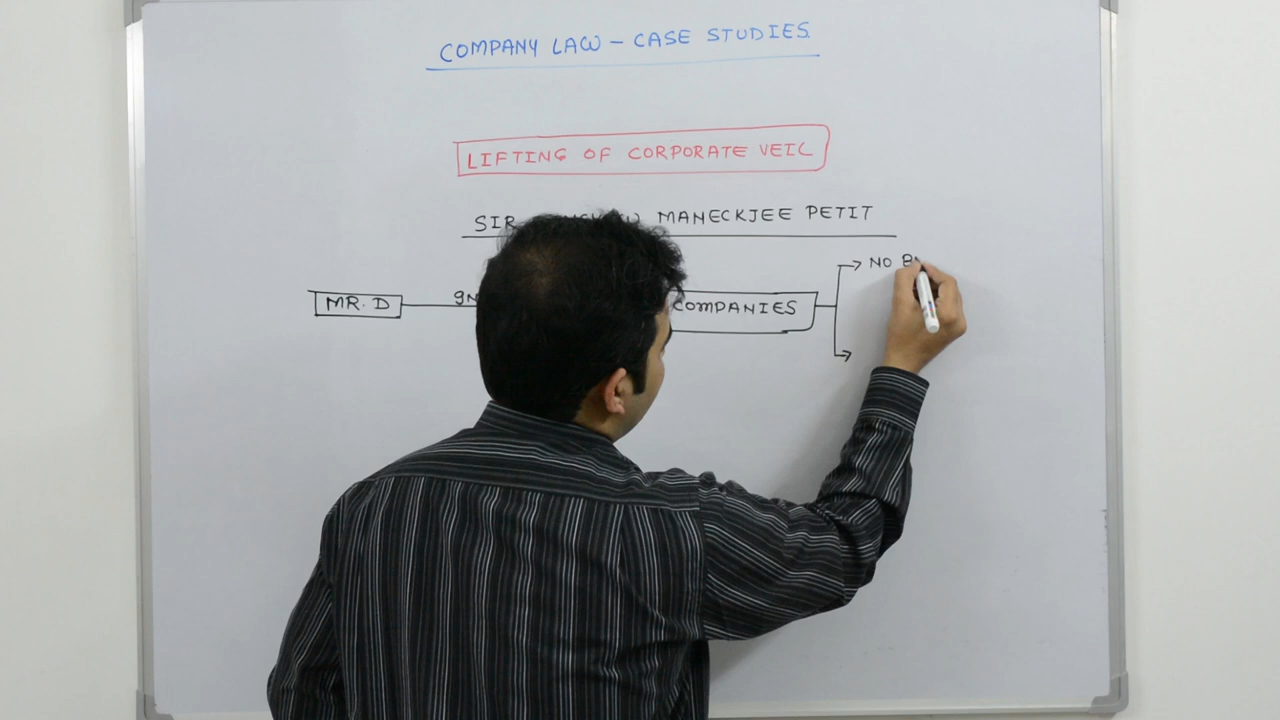 COMPANY LAW - CASE STUDIES
LIFTING OF CORPORATE VEIL
SIR MANECKJEE PETIT
NO
MR. D COMPANIES